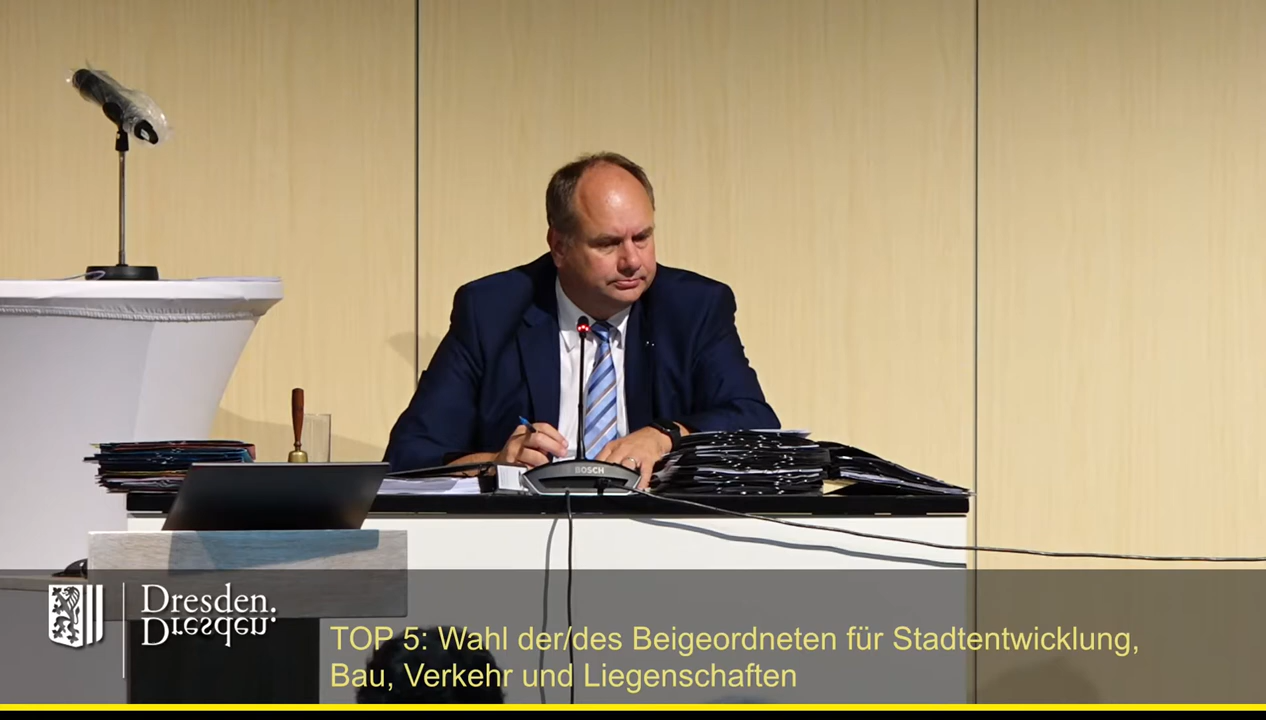 BOSCH
Dresden.
Dresden.
TOP 5: Wahl der/des Beigeordneten für Stadtentwicklung,
Bau, Verkehr und Liegenschaften